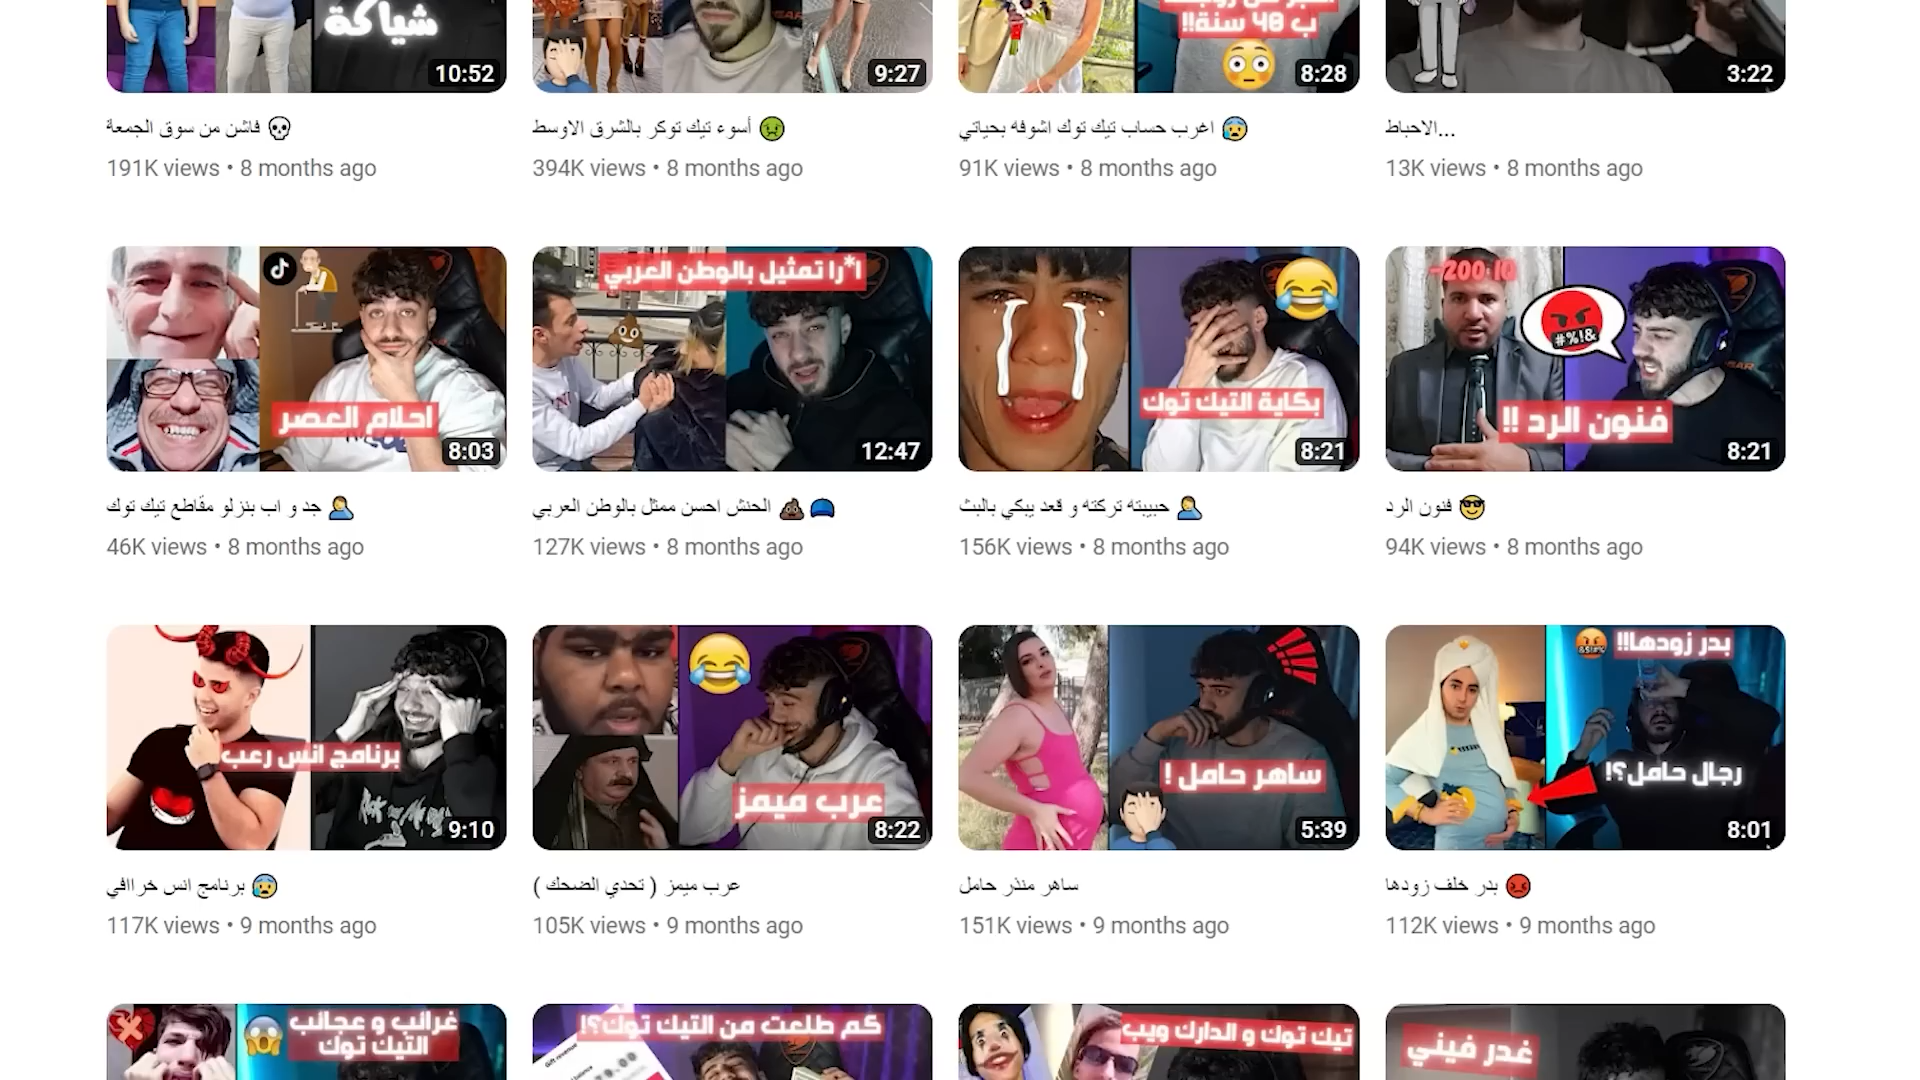 شياكة
10:52
9:27
ب 40 سنة!!
8:28
3:22
فاشن من سوق الجمعة 💀
191K views • 8 months ago
أسوء تيك توكر بالشرق الاوسط 🤢
394K views • 8 months ago
اغرب حساب تيك توك اشوفه بحياتي 😰
91K views • 8 months ago
الاحباط...
13K views • 8 months ago
احلام العصر
8:03
ا*را تمثيل بالوطن العربي
12:47
بكاية التيك توك
8:21
-200 IQ
#%!&
فنون الرد !!
8:21
جد و اب بنزلو مقاطع تيك توك 🤦
46K views • 8 months ago
الحنش احسن ممثل بالوطن العربي 💩🧢
127K views • 8 months ago
حبيبته تركته و قعد يبكي بالبث 🤦
156K views • 8 months ago
فنون الرد 😎
94K views • 8 months ago
برنامج انس رعب
9:10
عرب ميمز
8:22
ساهر حامل !
5:39
بدر زودها!!
رجال حامل؟!
8:01
برنامج انس خراافي 😰
117K views • 9 months ago
عرب ميمز ( تحدي الضحك )
105K views • 9 months ago
ساهر منذر حامل
151K views • 9 months ago
بدر خلف زودها 😡
112K views • 9 months ago
غرائب و عجائب
التيك توك
كم طلعت من التيك توك؟!
Gift revenue
تيك توك و الدارك ويب
غدر فيني